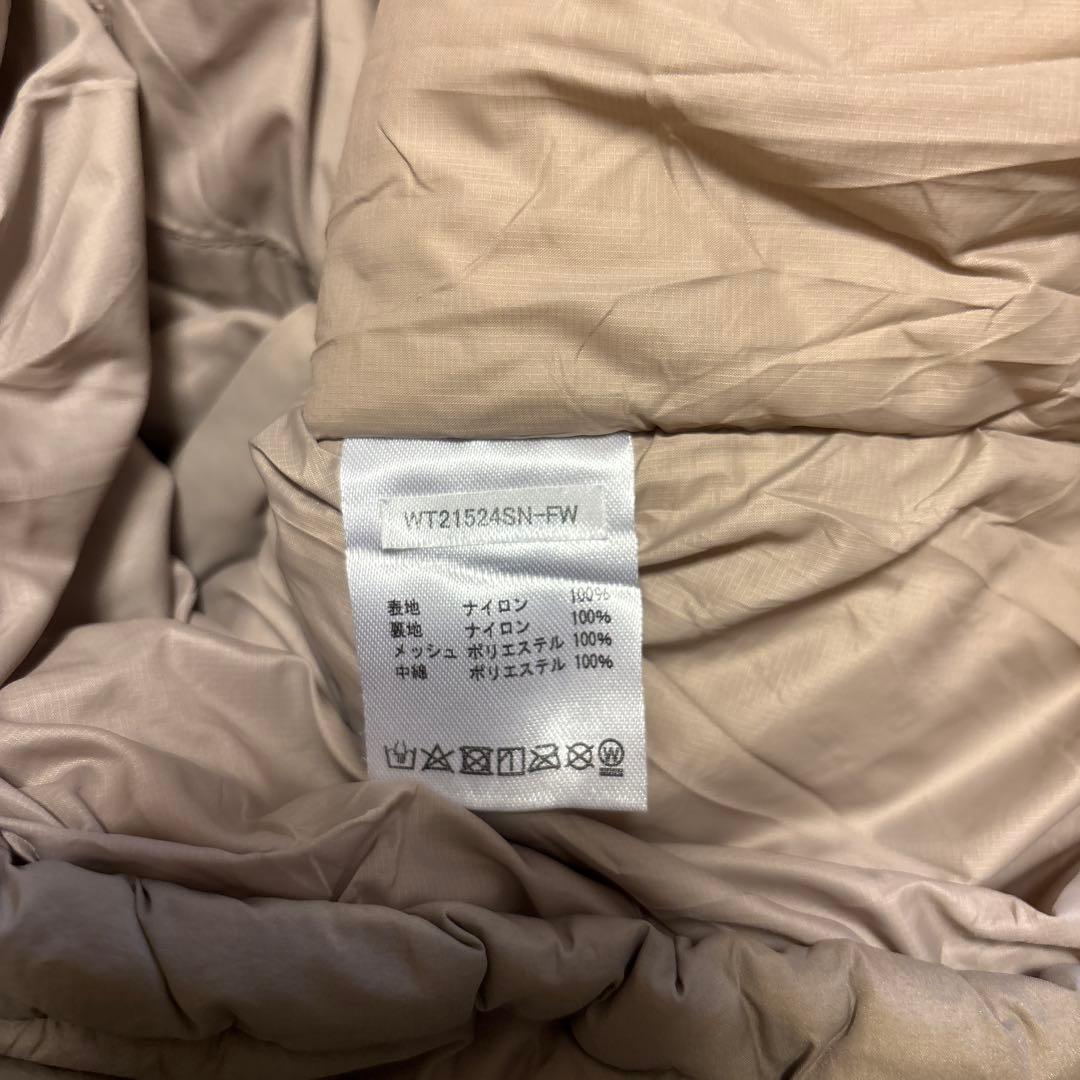 WT21524SN-FW
表地 ナイロン 100%
裏地 ナイロン 100%
メッシュ ポリエステル 100%
中綿 ポリエステル 100%
W